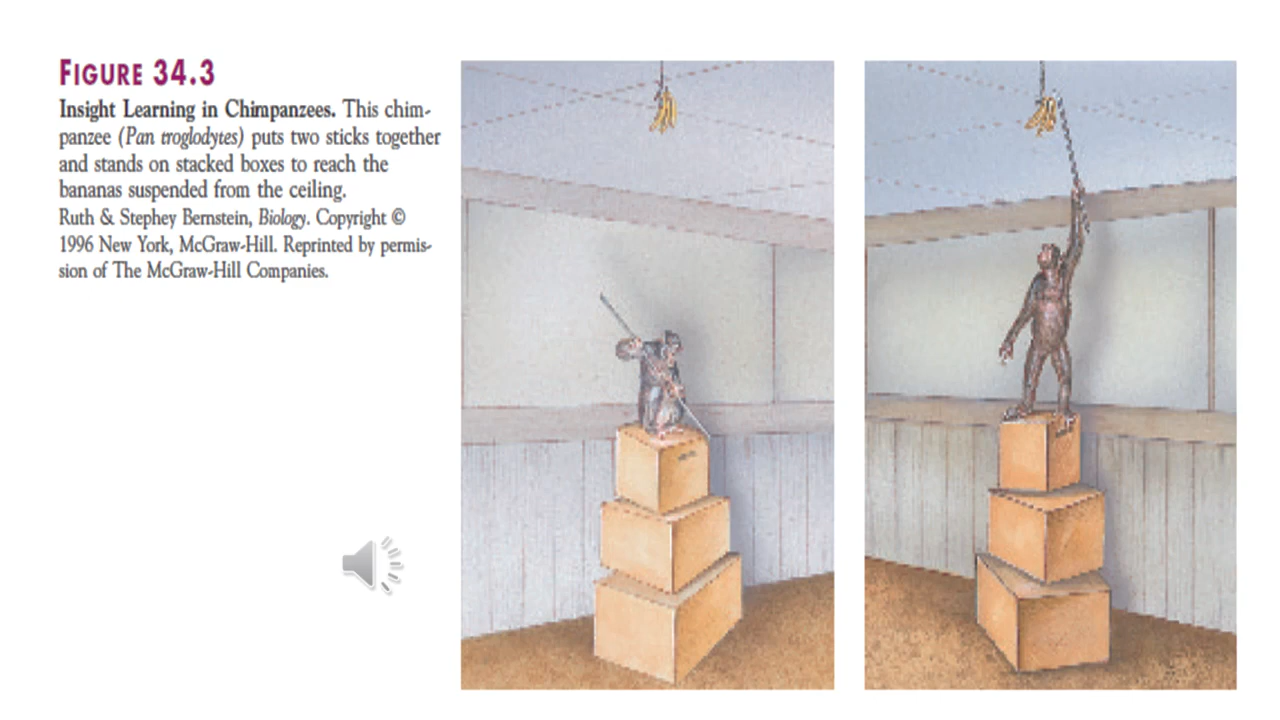 FIGURE 34.3
Insight Learning in Chimpanzees. This chim-
panzee (Pan troglodytes) puts two sticks together
and stands on stacked boxes to reach the
bananas suspended from the ceiling.
Ruth & Stephey Bernstein, Biology. Copyright ©
1996 New York, McGraw-Hill. Reprinted by permis-
sion of The McGraw-Hill Companies.